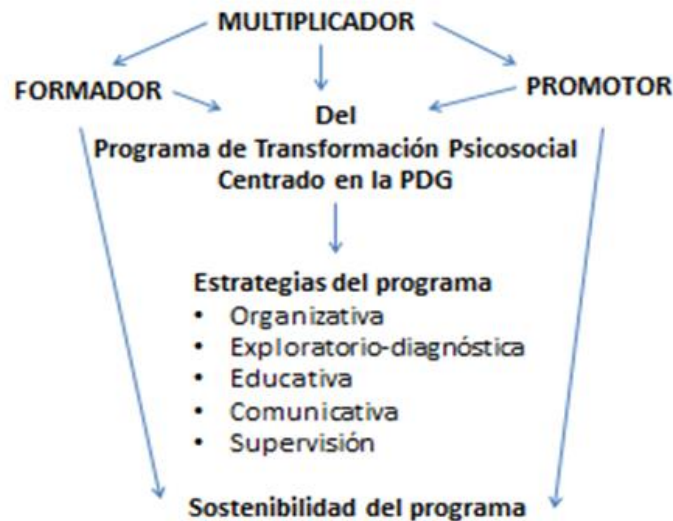 MULTIPLICADOR
FORMADOR
PROMOTOR
Del
Programa de Transformación Psicosocial
Centrado en la PDG
Estrategias del programa
• Organizativa
• Exploratorio-diagnóstica
• Educativa
• Comunicativa
• Supervisión
Sostenibilidad del programa